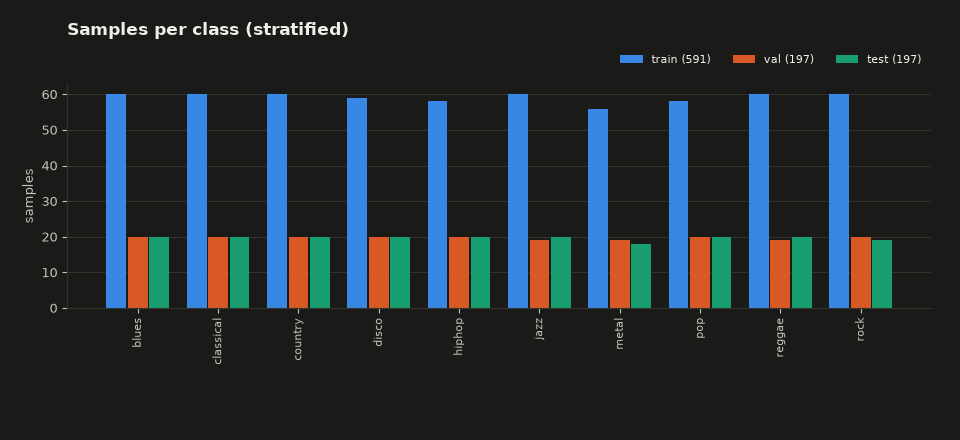 Samples per class (stratified)
train (591) val (197) test (197)
samples
60
50
40
30
20
10
0
blues
classical
country
disco
hiphop
jazz
metal
pop
reggae
rock